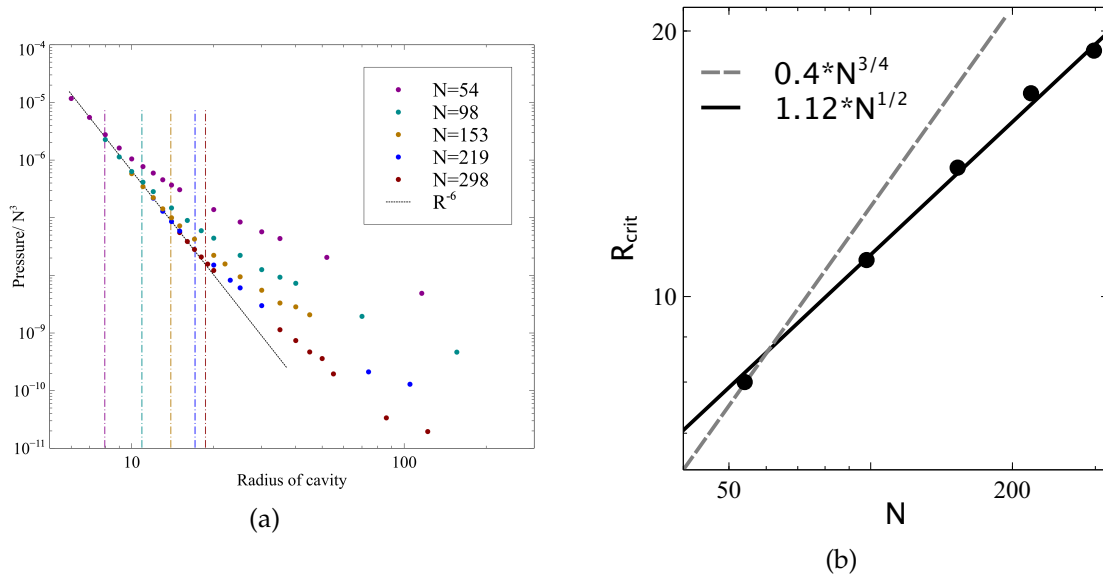 10⁻⁴
10⁻⁵
10⁻⁶
10⁻⁹
10⁻¹⁰
10⁻¹¹
Pressure/ N³
10
100
Radius of cavity
N=54
N=98
N=153
N=219
N=298
R⁻⁶
(a)
20
10
R_crit
0.4*N^3/4
1.12*N^1/2
50
200
N
(b)